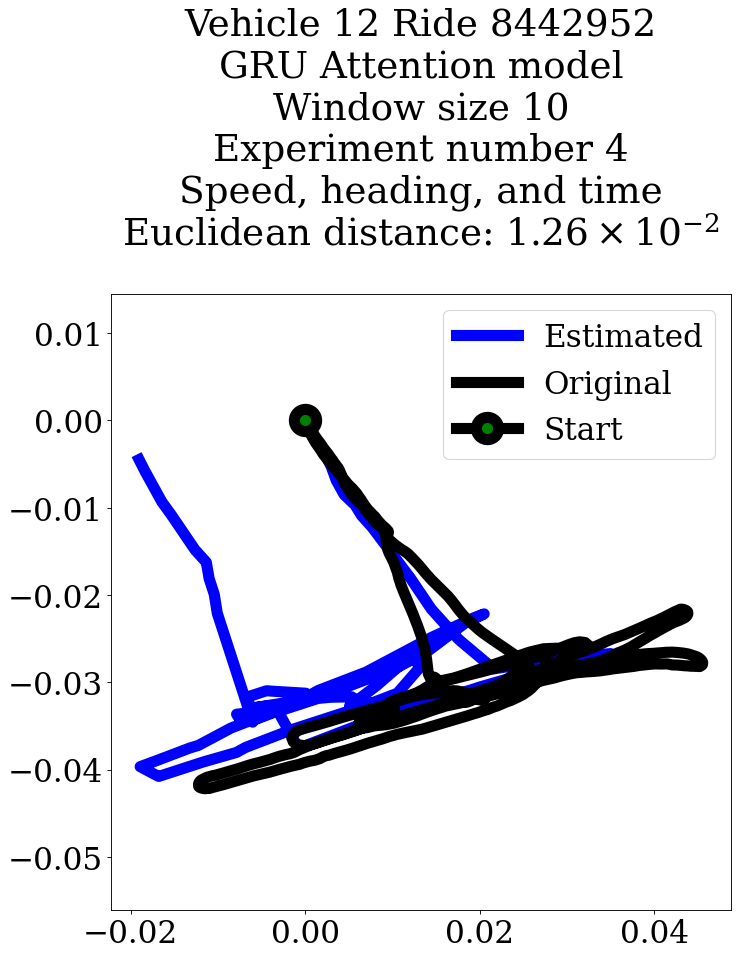 Vehicle 12 Ride 8442952
GRU Attention model
Window size 10
Experiment number 4
Speed, heading, and time
Euclidean distance: 1.26 × 10⁻²
Estimated
Original
Start
0.01
0.00
−0.01
−0.02
−0.03
−0.04
−0.05
−0.02 0.00 0.02 0.04